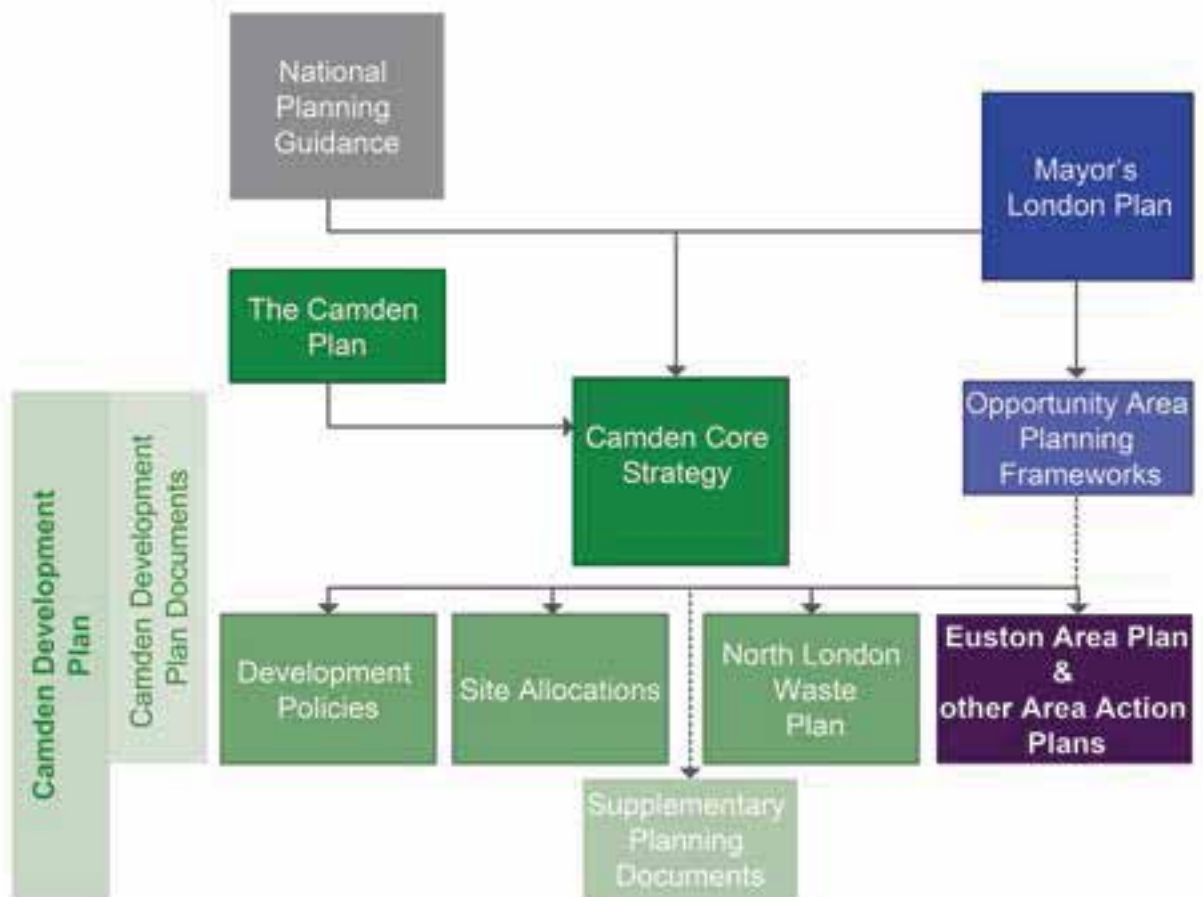 National
Planning
Guidance
Mayor's
London Plan
The Camden
Plan
Camden Core
Strategy
Opportunity Area
Planning
Frameworks
Camden Development
Plan
Camden Development
Plan Documents
Development
Policies
Site Allocations
North London
Waste
Plan
Euston Area Plan
&
other Area Action
Plans
Supplementary
Planning
Documents